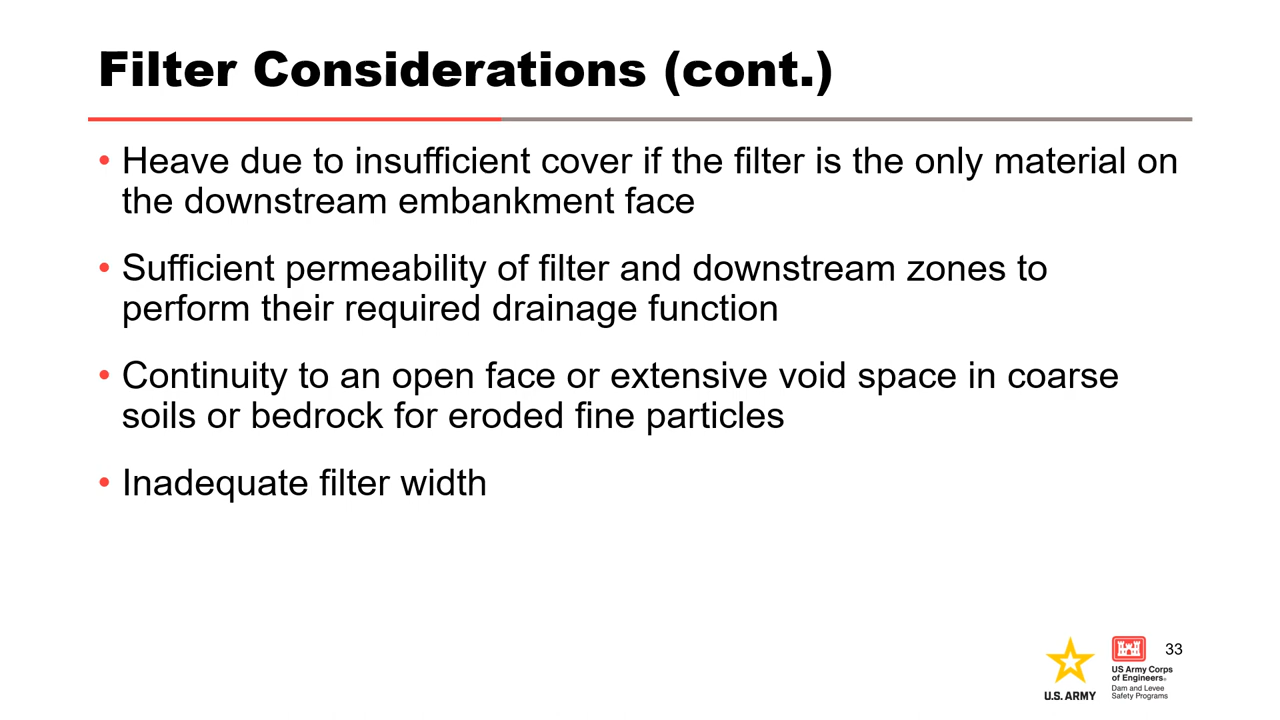 Filter Considerations (cont.)
• Heave due to insufficient cover if the filter is the only material on
the downstream embankment face
• Sufficient permeability of filter and downstream zones to
perform their required drainage function
• Continuity to an open face or extensive void space in coarse
soils or bedrock for eroded fine particles
• Inadequate filter width
33
U.S. ARMY
US Army Corps
of Engineers®
Dam and Levee
Safety Programs